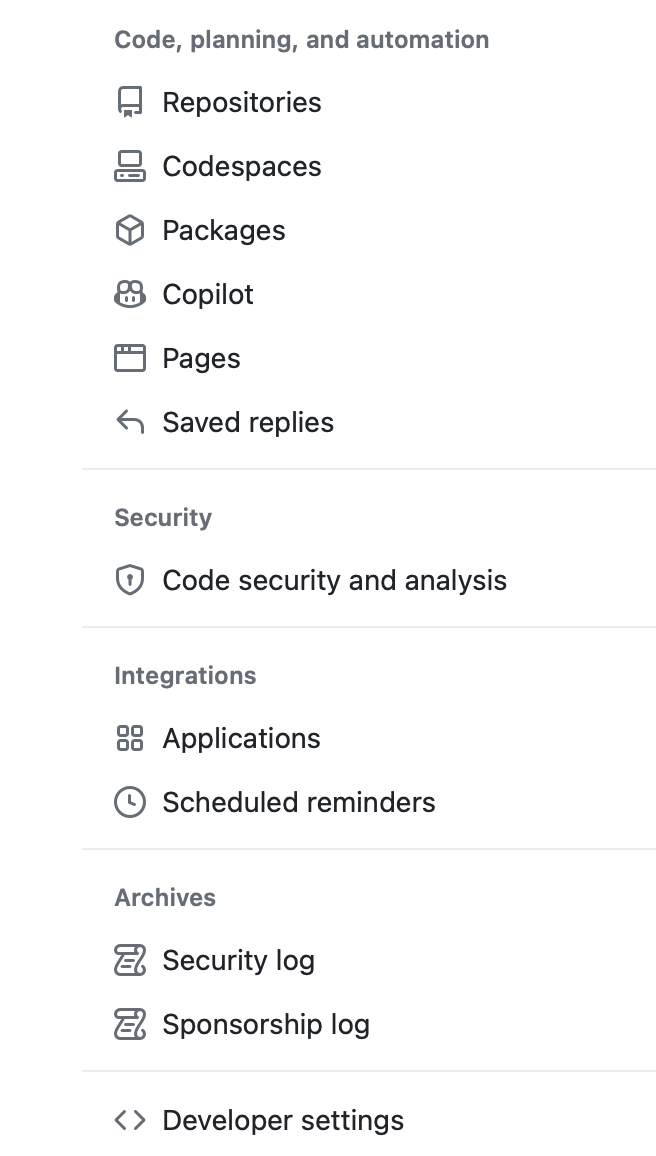 Code, planning, and automation
Repositories
Codespaces
Packages
Copilot
Pages
Saved replies
Security
Code security and analysis
Integrations
Applications
Scheduled reminders
Archives
Security log
Sponsorship log
Developer settings